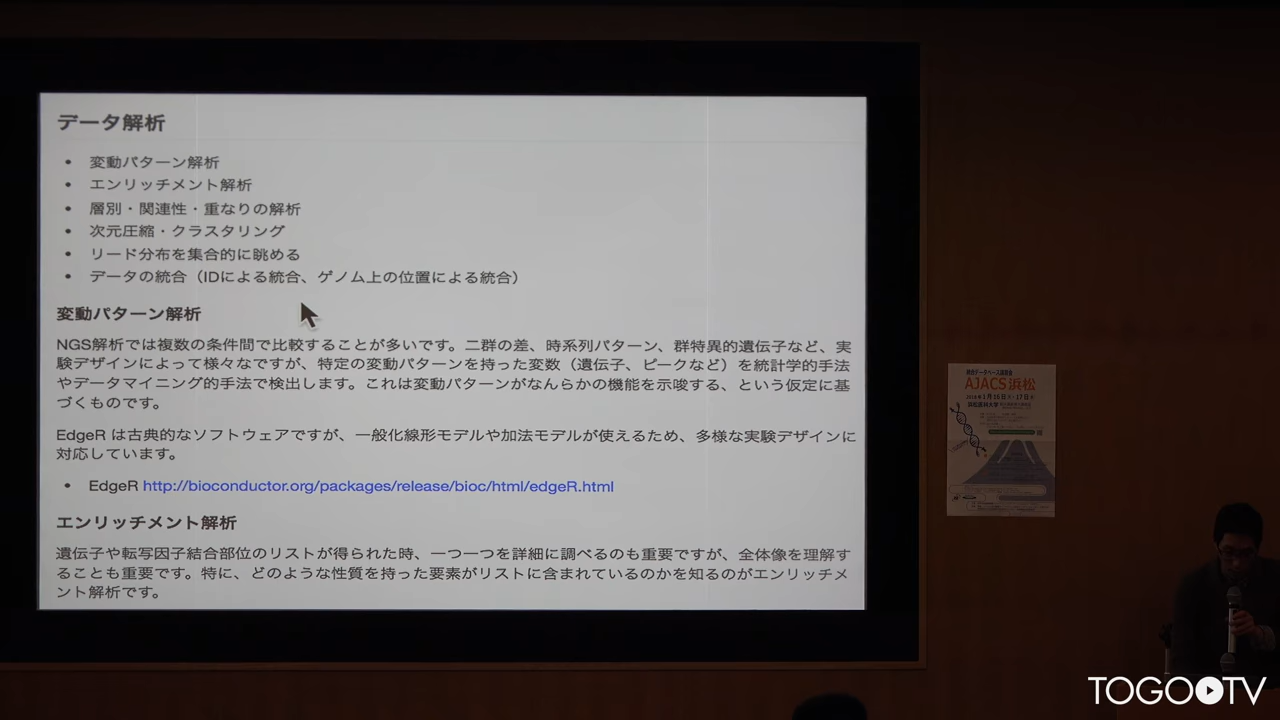 データ解析
• 変動パターン解析
• エンリッチメント解析
• 層別・関連性・重なりの解析
• 次元圧縮・クラスタリング
• リード分布を集合的に眺める
• データの統合（IDによる統合、ゲノム上の位置による統合）
変動パターン解析
NGS解析では複数の条件間で比較することが多いです。二群の差、時系列パターン、群特異的遺伝子など、実
験デザインによって様々なですが、特定の変動パターンを持った変数（遺伝子、ピークなど）を統計学的手法
やデータマイニング的手法で検出します。これは変動パターンがなんらかの機能を示唆する、という仮定に基
づくものです。
EdgeR は古典的なソフトウェアですが、一般化線形モデルや加法モデルが使えるため、多様な実験デザインに
対応しています。
• EdgeR http://bioconductor.org/packages/release/bioc/html/edgeR.html
エンリッチメント解析
遺伝子や転写因子結合部位のリストが得られた時、一つ一つを詳細に調べるのも重要ですが、全体像を理解す
ることも重要です。特に、どのような性質を持った要素がリストに含まれているのかを知るのがエンリッチメ
ント解析です。
統合データベース講習会
AJACS浜松
浜松医科大学
TOGO TV